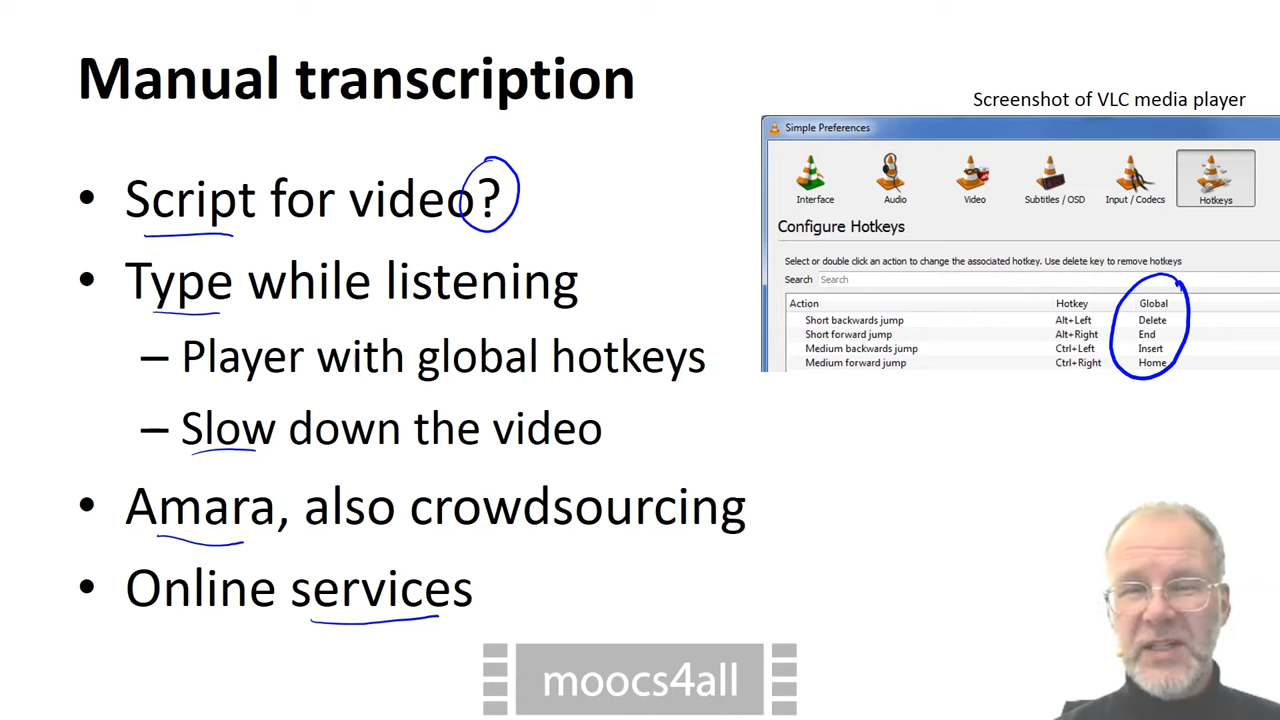 Manual transcription
Screenshot of VLC media player
• Script for video?
• Type while listening
– Player with global hotkeys
– Slow down the video
• Amara, also crowdsourcing
• Online services
Simple Preferences
Interface Audio Video Subtitles / OSD Input / Codecs Hotkeys
Configure Hotkeys
Select or double click an action to change the associated hotkey. Use delete key to remove hotkeys
Search Search
Action Hotkey Global
Short backwards jump Alt+Left Delete
Short forward jump Alt+Right End
Medium backwards jump Ctrl+Left Insert
Medium forward jump Ctrl+Right Home
moocs4all